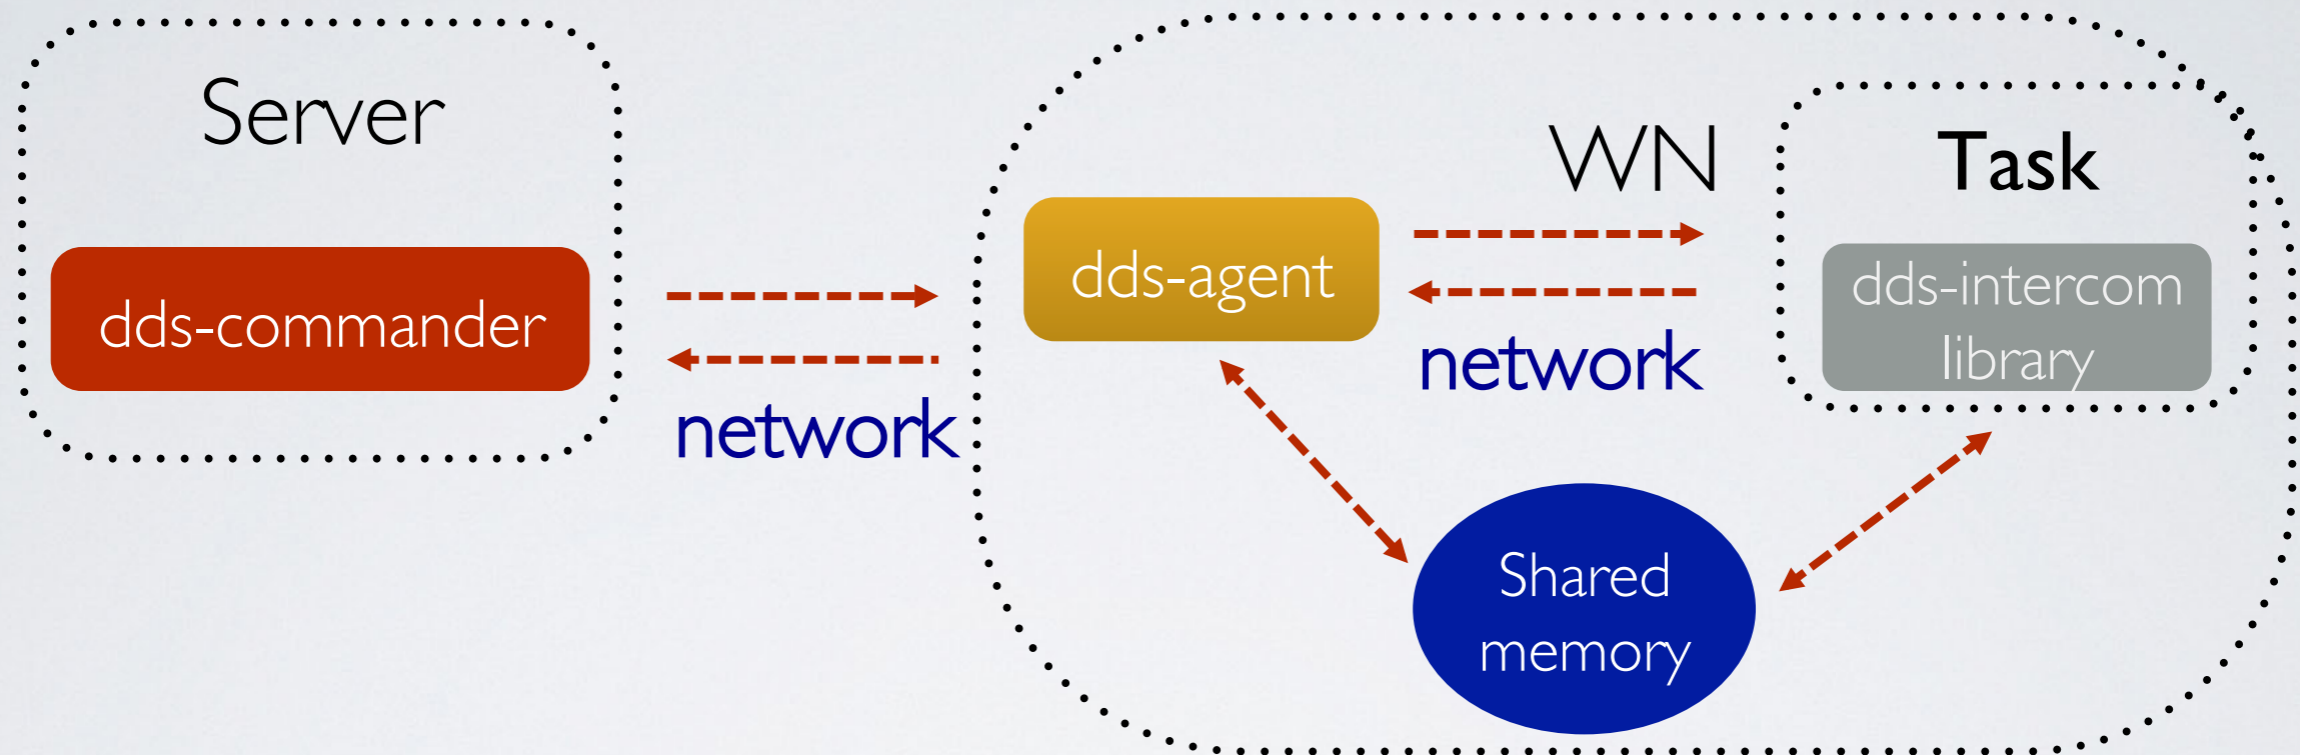 Server
dds-commander
network
WN
dds-agent
network
Task
dds-intercom
library
Shared
memory